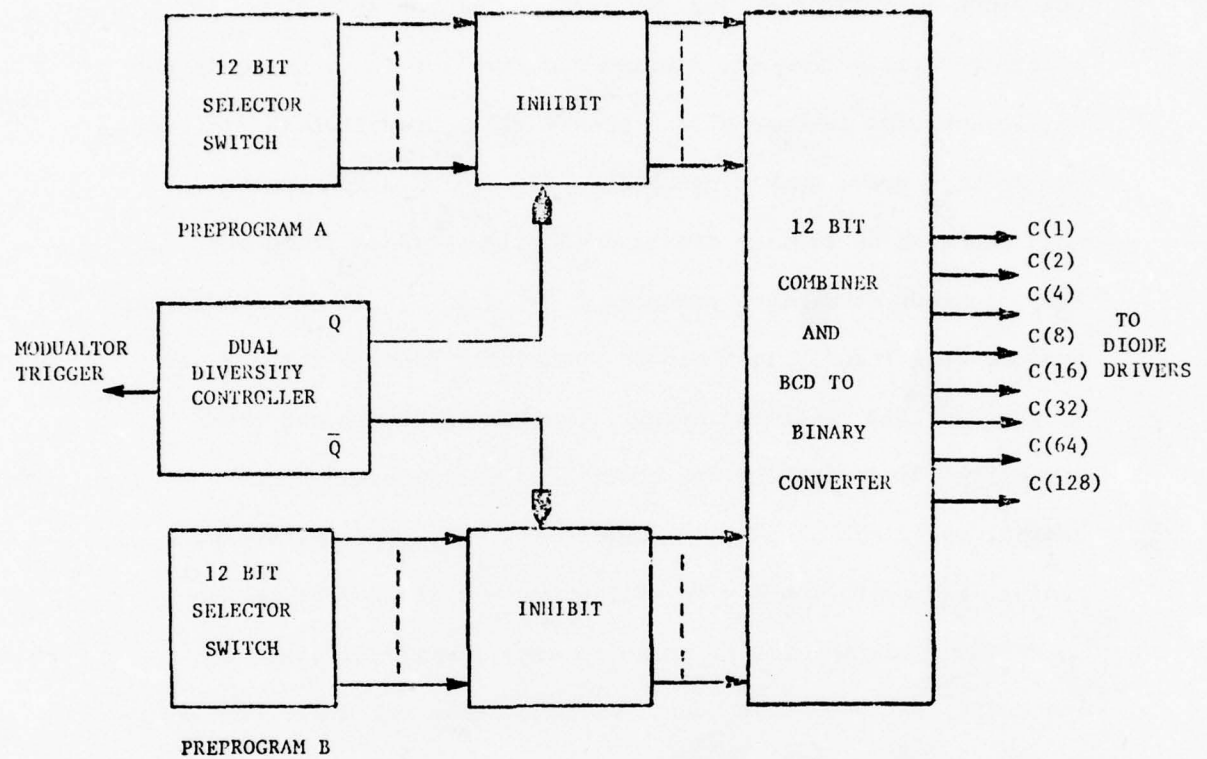 12 BIT
SELECTOR
SWITCH
INHIBIT
PREPROGRAM A
12 BIT
COMBINER
AND
BCD TO
BINARY
CONVERTER
C(1)
C(2)
C(4)
C(8)
C(16)
C(32)
C(64)
C(128)
TO
DIODE
DRIVERS
MODUALTOR
TRIGGER
Q
DUAL
DIVERSITY
CONTROLLER
Q̅
12 BIT
SELECTOR
SWITCH
INHIBIT
PREPROGRAM B